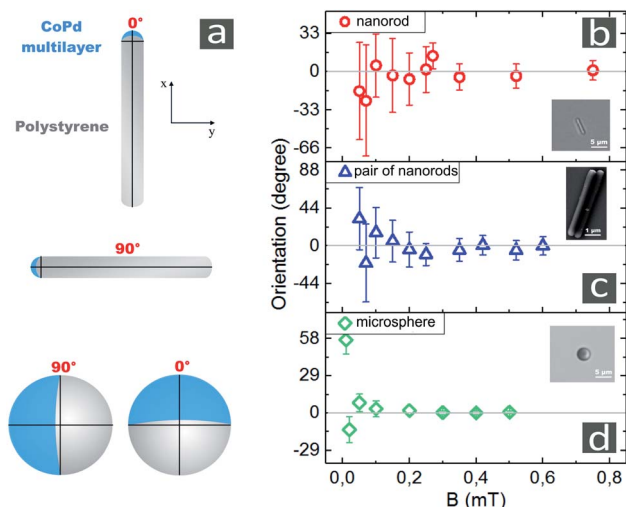 CoPd
multilayer
0°
a
x
y
Polystyrene
90°
90°
0°
Orientation (degree)
33
0
-33
-66
nanorod
b
5 µm
88
44
0
-44
pair of nanorods
1 µm
c
58
29
0
-29
microsphere
5 µm
d
0,0
0,2
0,4
0,6
0,8
B (mT)